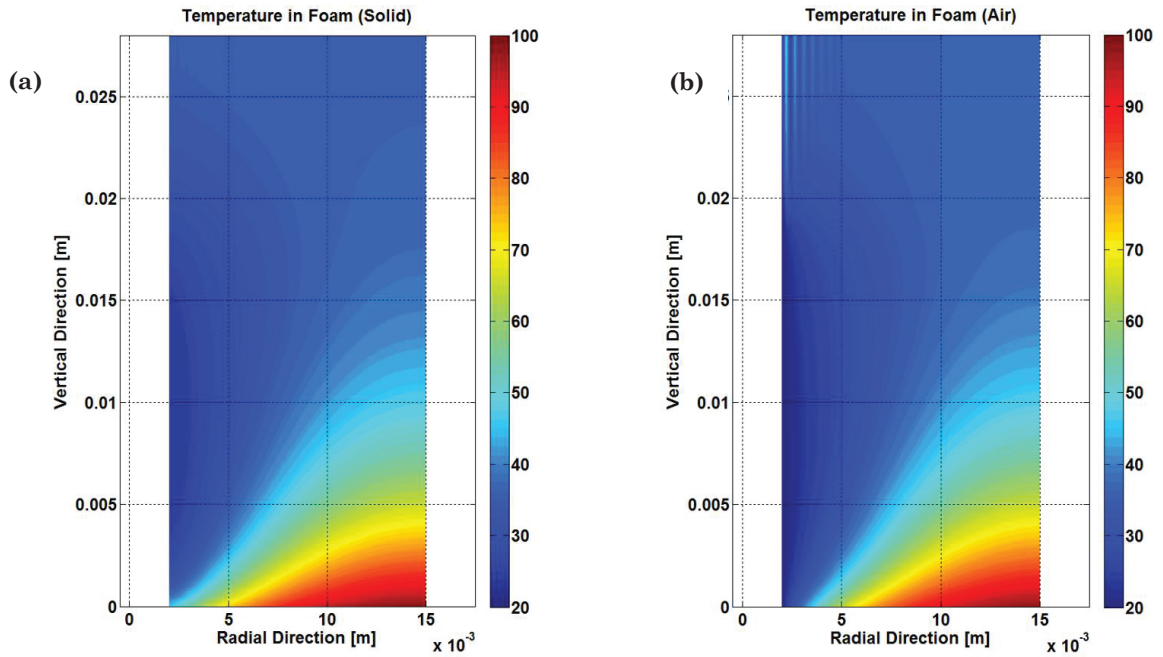 Temperature in Foam (Solid)
(a)
Vertical Direction [m]
0.025
0.02
0.015
0.01
0.005
0
0 5 10 15
Radial Direction [m]
x 10⁻³
100
90
80
70
60
50
40
30
20
Temperature in Foam (Air)
(b)
Vertical Direction [m]
5
0.02
0.015
0.01
0.005
0
0 5 10 15
Radial Direction [m]
x 10⁻³
100
90
80
70
60
50
40
30
20